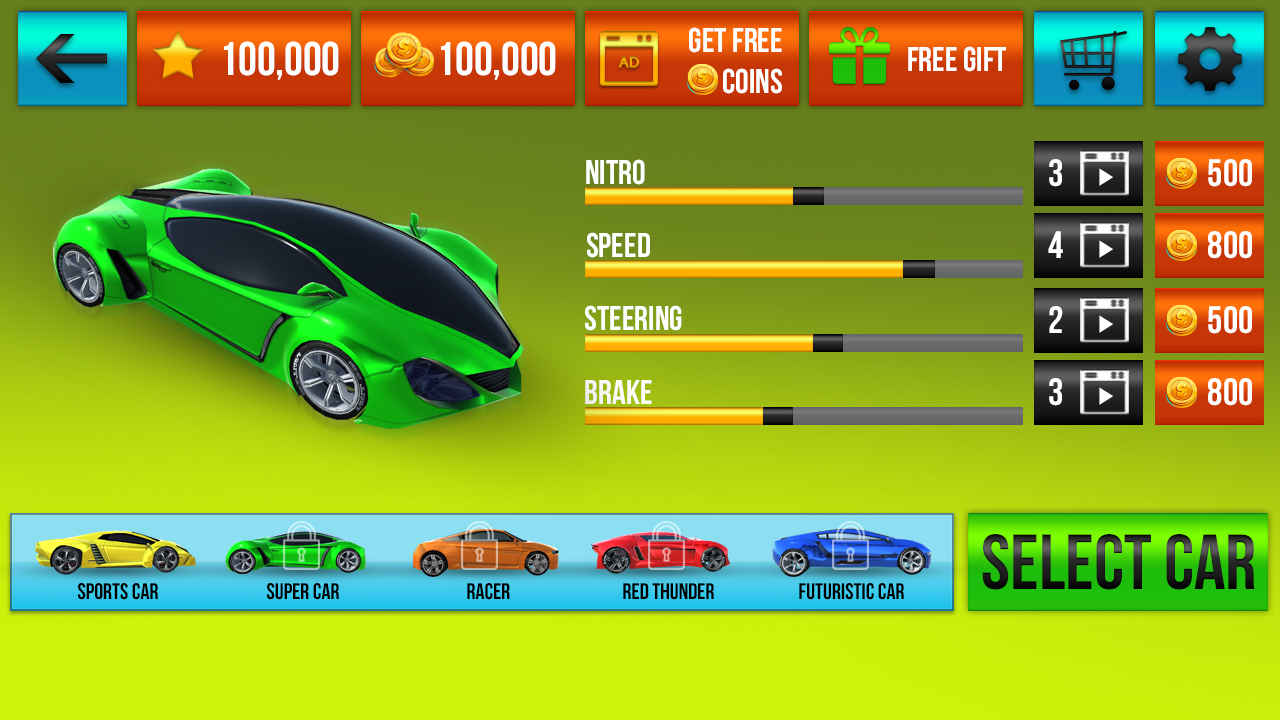 100,000
100,000
AD
GET FREE
COINS
FREE GIFT
NITRO
3
500
SPEED
4
800
STEERING
2
500
BRAKE
3
800
SPORTS CAR
SUPER CAR
RACER
RED THUNDER
FUTURISTIC CAR
SELECT CAR